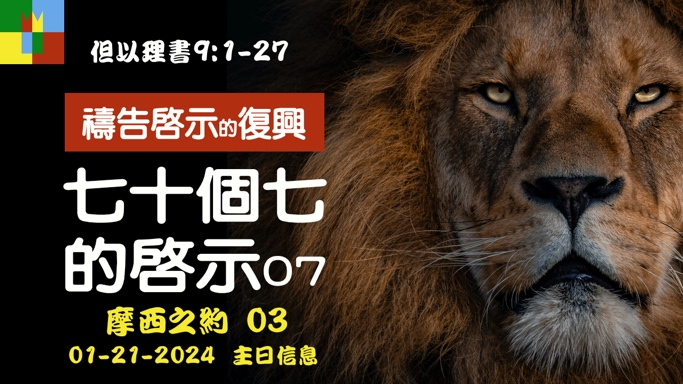 但以理書9:1-27
禱告啓示的復興
七十個七
的啓示07
摩西之約 03
01-21-2024 主日信息